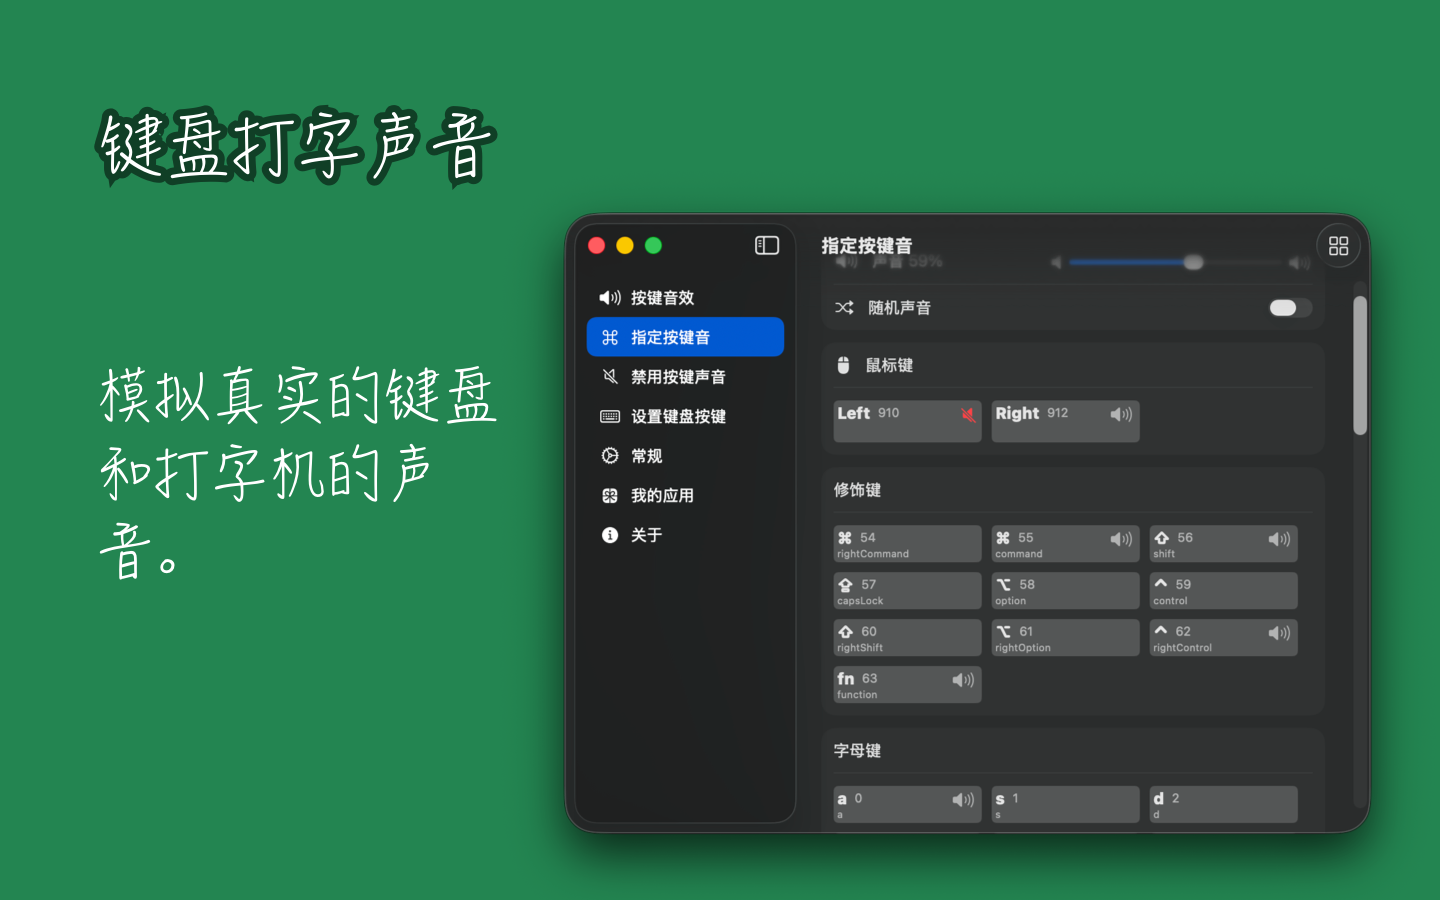 键盘打字声音
模拟真实的键盘
和打字机的声
音。
按键音效
指定按键音
禁用按键声音
设置键盘按键
常规
我的应用
关于
指定按键音
声音 59%
随机声音
鼠标键
Left 910
Right 912
修饰键
54
rightCommand
55
command
56
shift
57
capsLock
58
option
59
control
60
rightShift
61
rightOption
62
rightControl
fn 63
function
字母键
a 0
a
s 1
s
d 2
d